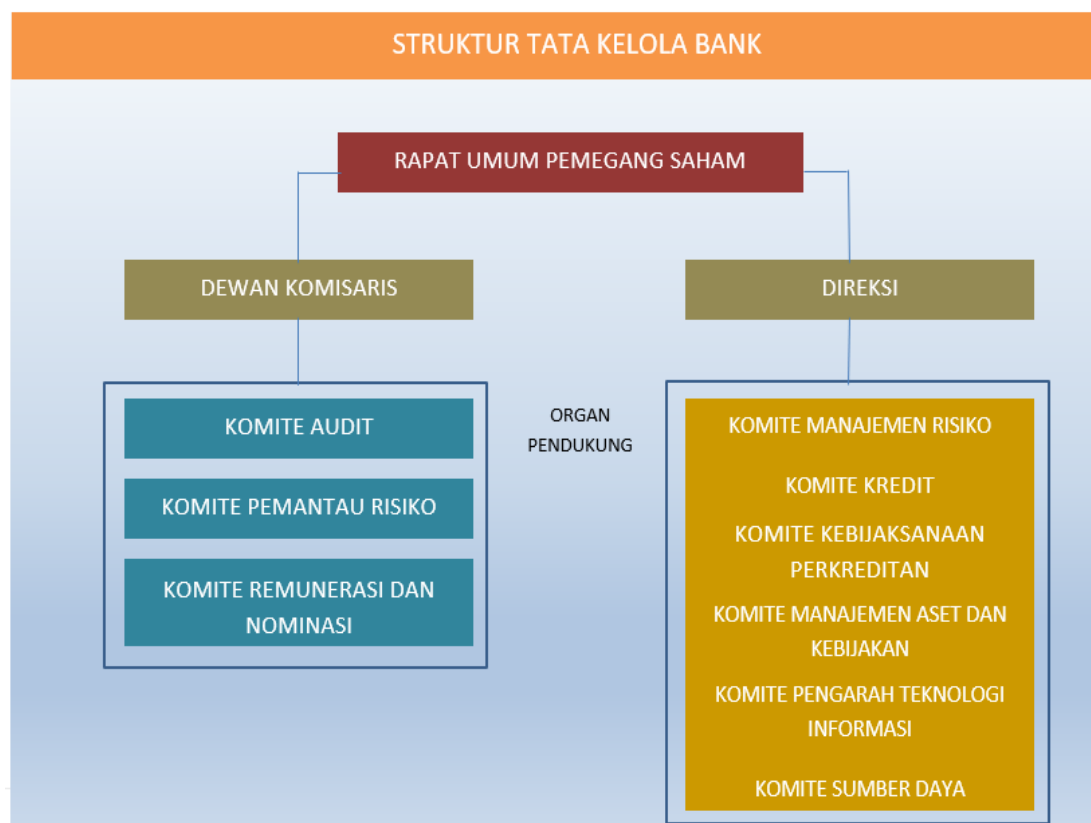 STRUKTUR TATA KELOLA BANK
RAPAT UMUM PEMEGANG SAHAM
DEWAN KOMISARIS
DIREKSI
KOMITE AUDIT
KOMITE PEMANTAU RISIKO
KOMITE REMUNERASI DAN
NOMINASI
ORGAN
PENDUKUNG
KOMITE MANAJEMEN RISIKO
KOMITE KREDIT
KOMITE KEBIJAKSANAAN
PERKREDITAN
KOMITE MANAJEMEN ASET DAN
KEBIJAKAN
KOMITE PENGARAH TEKNOLOGI
INFORMASI
KOMITE SUMBER DAYA